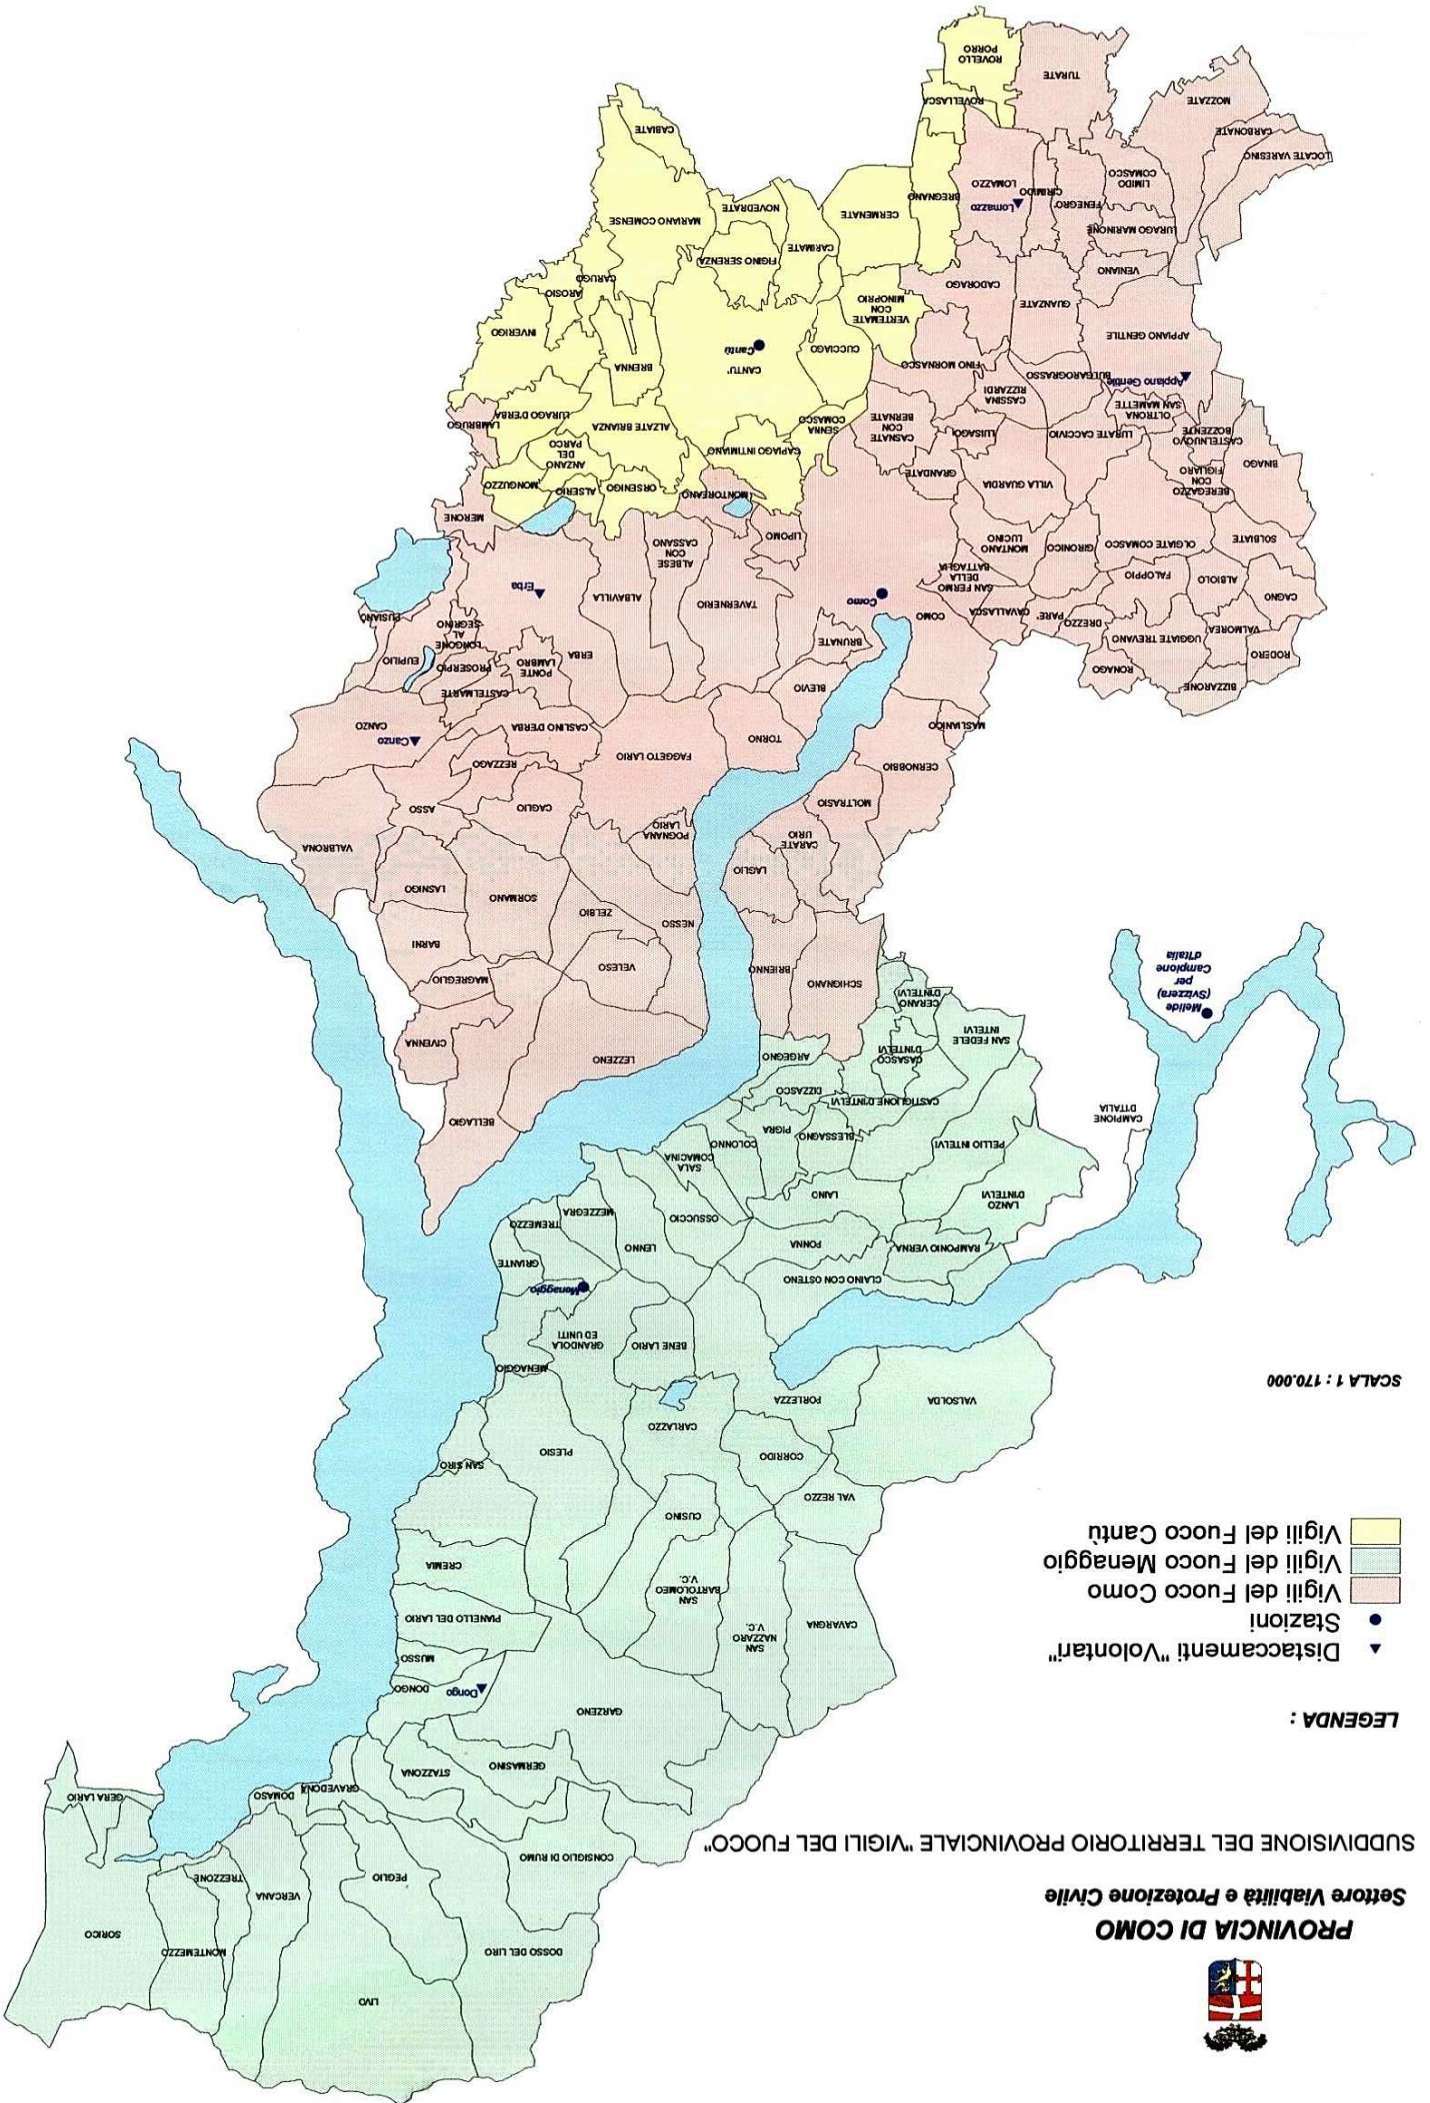 PROVINCIA DI COMO
Settore Viabilità e Protezione Civile
SUDDIVISIONE DEL TERRITORIO PROVINCIALE "VIGILI DEL FUOCO"
LEGENDA :
Distaccamenti "Volontari"
Stazioni
Vigili del Fuoco Como
Vigili del Fuoco Menaggio
Vigili del Fuoco Cantù
SCALA 1 : 170.000
LIVO
DOSSO DEL LIRO
MONTEMEZZO
SORICO
VERCANA
PEGLIO
TREZZONE
CONSIGLIO DI RUMO
GERA LARIO
DOMASO
GRAVEDONA
STAZZONA
GERMASINO
GARZENO
Dongo
DONGO
MUSSO
SAN
NAZZARO
V.C.
CAVARGNA
PIANELLO DEL LARIO
SAN
BARTOLOMEO
V.C.
CREMIA
CUSINO
VAL REZZO
SAN SIRO
PLESIO
CORRIDO
CARLAZZO
PORLEZZA
VALSOLDA
MENAGGIO
GRANDOLA
ED UNITI
BENE LARIO
Menaggio
CLAINO CON OSTENO
GRIANTE
LENNO
PONNA
RAMPONIO VERNA
TREMEZZO
MEZZEGRA
OSSUCCIO
LAINO
LANZO
D'INTELVI
SALA
COMACINA
COLONNO
PIGRA
BLESSAGNO
PELLIO INTELVI
CAMPIONE
D'ITALIA
BELLAGIO
DIZZASCO
CASTIGLIONE D'INTELVI
LEZZENO
ARGEGNO
CASASCO
D'INTELVI
SAN FEDELE
INTELVI
CIVENNA
CERANO
D'INTELVI
Melide
(Svizzera)
per
Campione
d'Italia
MAGREGLIO
VELESO
BRIENNO
SCHIGNANO
BARNI
NESSO
ZELBIO
SORMANO
LASNIGO
LAGLIO
VALBRONA
CARATE
URIO
POGNANA
LARIO
ASSO
CAGLIO
MOLTRASIO
REZZAGO
CERNOBBIO
FAGGETO LARIO
TORNO
Canzo
CANZO
CASLINO D'ERBA
MASLIANICO
CASTELMARTE
BLEVIO
BIZZARONE
PROSERPIO
PONTE
LAMBRO
EUPILIO
LONGONE
AL
SEGRINO
ERBA
RONAGO
RODERO
BRUNATE
UGGIATE TREVANO
VALMOREA
PUSIANO
COMO
CAVALLASCA
PARE'
DREZZO
Erba
ALBAVILLA
TAVERNERIO
Como
SAN FERMO
DELLA
BATTAGLIA
FALOPPIO
ALBIOLO
CAGNO
ALBESE
CON
CASSANO
LIPOMO
MONTANO
LUCINO
GIRONICO
OLGIATE COMASCO
SOLBIATE
MERONE
MONTORFANO
ALSERIO
ORSENIGO
MONGUZZO
GRANDATE
VILLA GUARDIA
BEREGAZZO
CON
FIGLIARO
BINAGO
ANZANO
DEL
PARCO
CAPIAGO INTIMIANO
LAMBRUGO
LURAGO D'ERBA
ALZATE BRIANZA
SENNA
COMASCO
CASNATE
CON
BERNATE
LUISAGO
LURATE CACCIVIO
CASTELNUOVO
BOZZENTE
OLTRONA
SAN MAMETTE
CASSINA
RIZZARDI
BULGAROGRASSO
Appiano Gentile
BRENNA
CANTU'
Cantù
CUCCIAGO
FINO MORNASCO
APPIANO GENTILE
INVERIGO
VERTEMATE
CON
MINOPRIO
GUANZATE
AROSIO
CARUGO
CADORAGO
VENIANO
FIGINO SERENZA
CARIMATE
MARIANO COMENSE
NOVEDRATE
CERMENATE
BREGNANO
LURAGO MARINONE
Lomazzo
LOMAZZO
CIRIMIDO
FENEGRO'
LIMIDO
COMASCO
LOCATE VARESINO
CARBONATE
MOZZATE
CABIATE
ROVELLASCA
TURATE
ROVELLO
PORRO